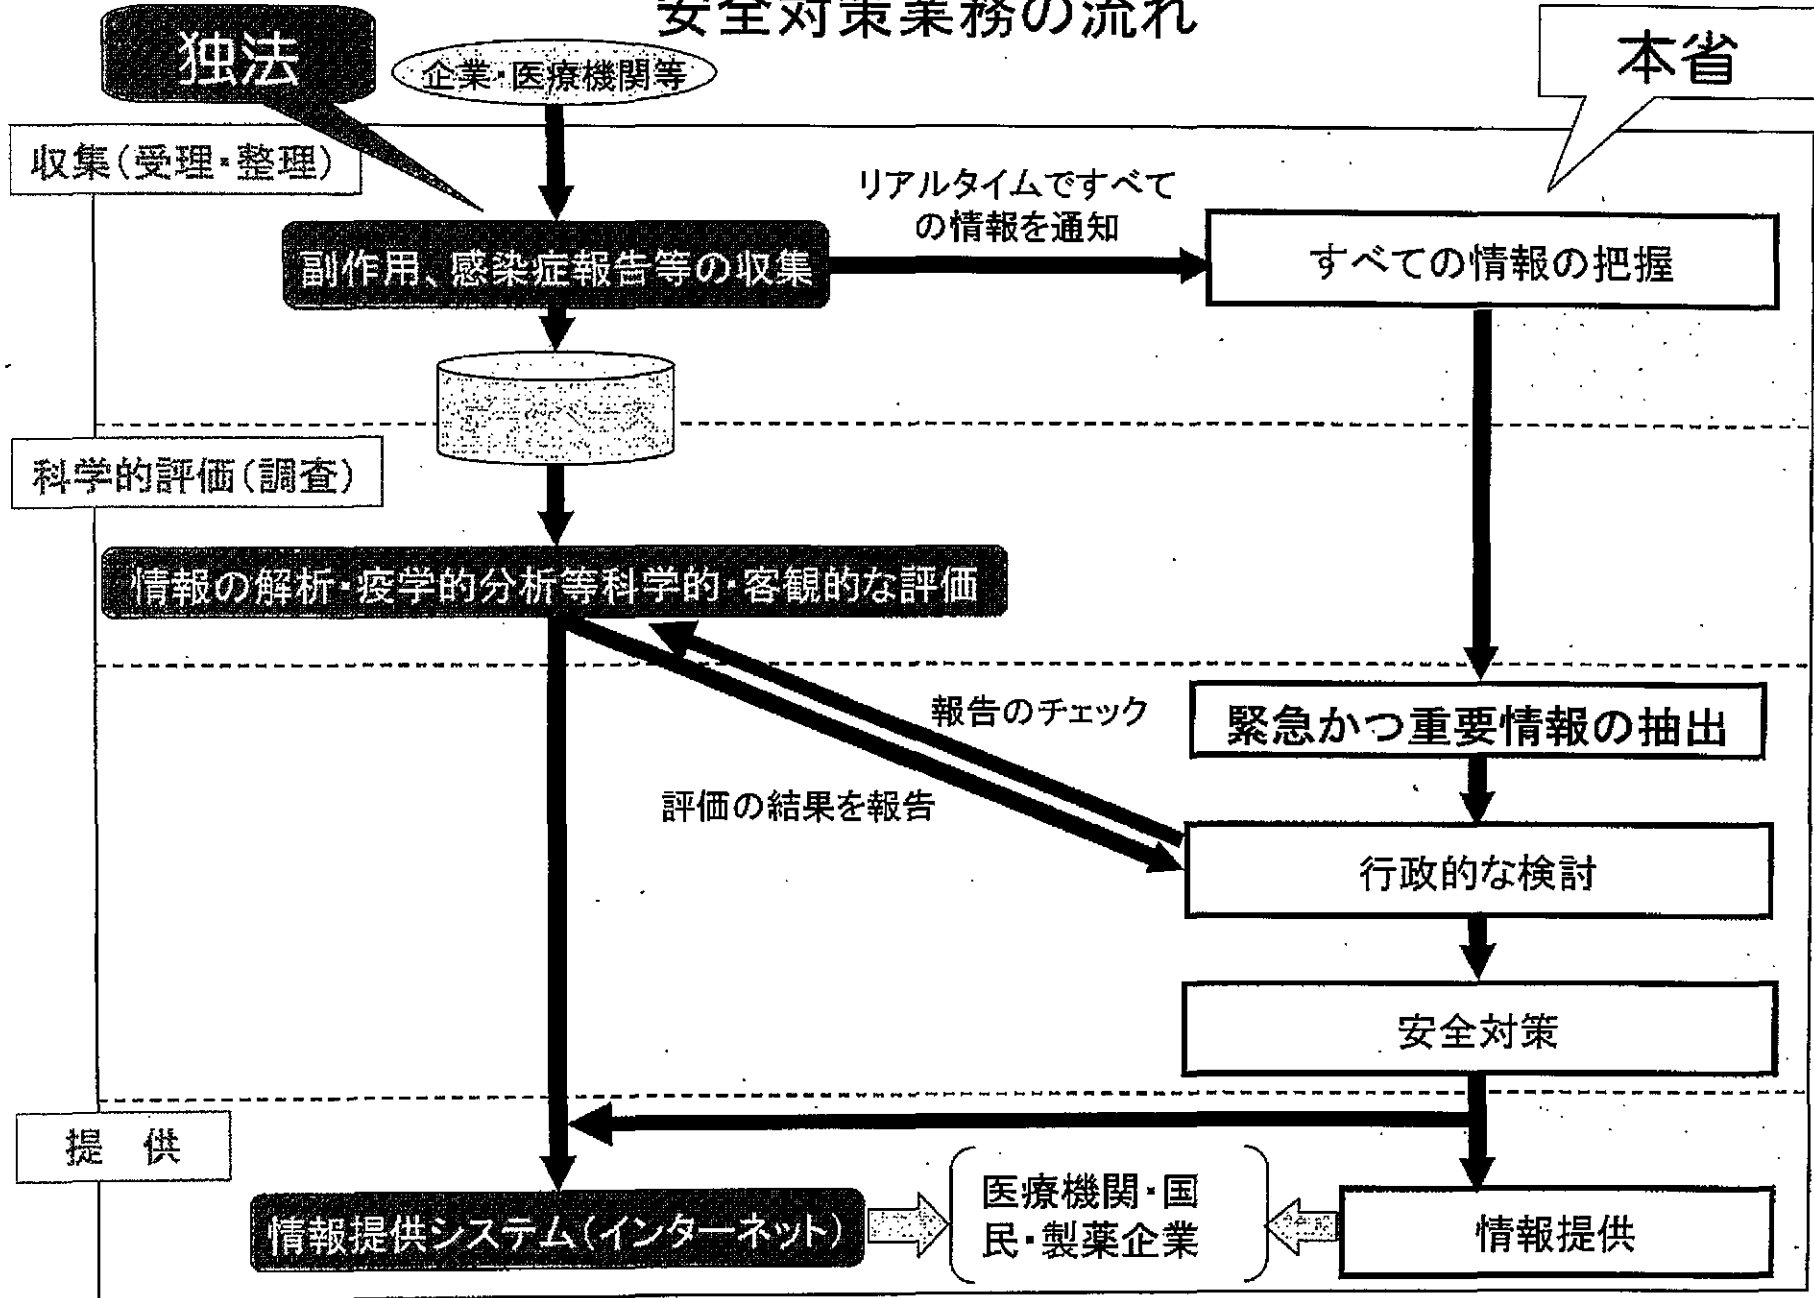 安全対策業務の流れ
独法
企業・医療機関等
本省
収集(受理・整理)
リアルタイムですべて
の情報を通知
副作用、感染症報告等の収集
すべての情報の把握
データベース
科学的評価(調査)
情報の解析・疫学的分析等科学的・客観的な評価
報告のチェック
緊急かつ重要情報の抽出
評価の結果を報告
行政的な検討
安全対策
提 供
情報提供システム(インターネット)
医療機関・国
民・製薬企業
情報提供